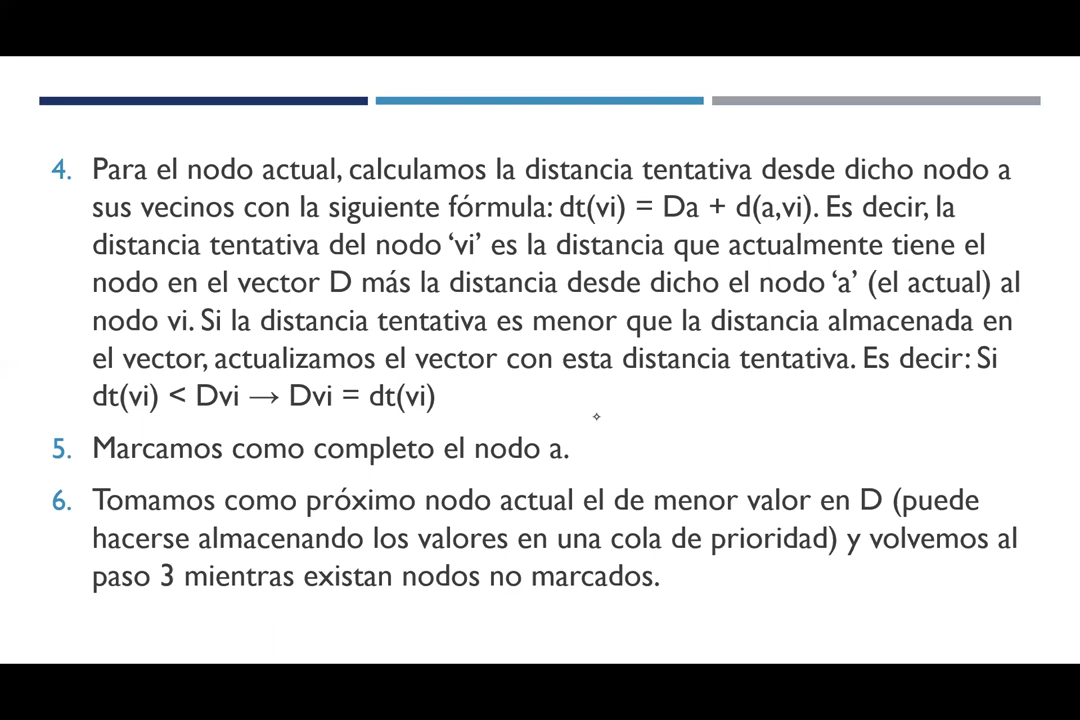 4. Para el nodo actual, calculamos la distancia tentativa desde dicho nodo a
sus vecinos con la siguiente fórmula: dt(vi) = Da + d(a,vi). Es decir, la
distancia tentativa del nodo ‘vi’ es la distancia que actualmente tiene el
nodo en el vector D más la distancia desde dicho el nodo ‘a’ (el actual) al
nodo vi. Si la distancia tentativa es menor que la distancia almacenada en
el vector, actualizamos el vector con esta distancia tentativa. Es decir: Si
dt(vi) < Dvi → Dvi = dt(vi)
5. Marcamos como completo el nodo a.
6. Tomamos como próximo nodo actual el de menor valor en D (puede
hacerse almacenando los valores en una cola de prioridad) y volvemos al
paso 3 mientras existan nodos no marcados.